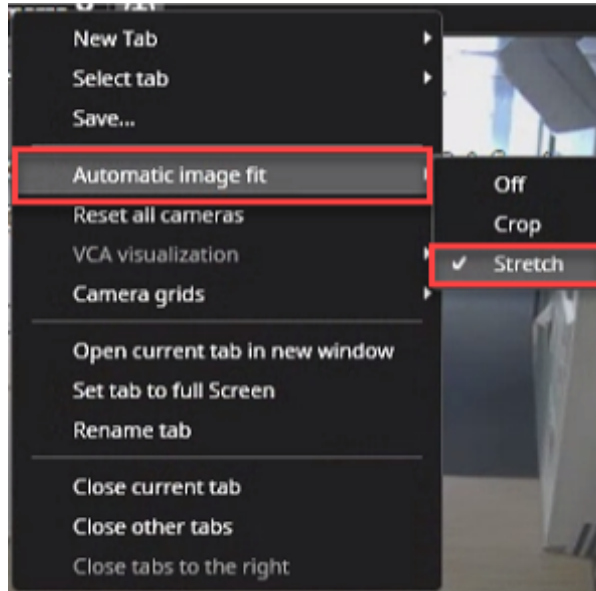 New Tab
Select tab
Save...
Automatic image fit
Off
Crop
Stretch
Reset all cameras
VCA visualization
Camera grids
Open current tab in new window
Set tab to full Screen
Rename tab
Close current tab
Close other tabs
Close tabs to the right